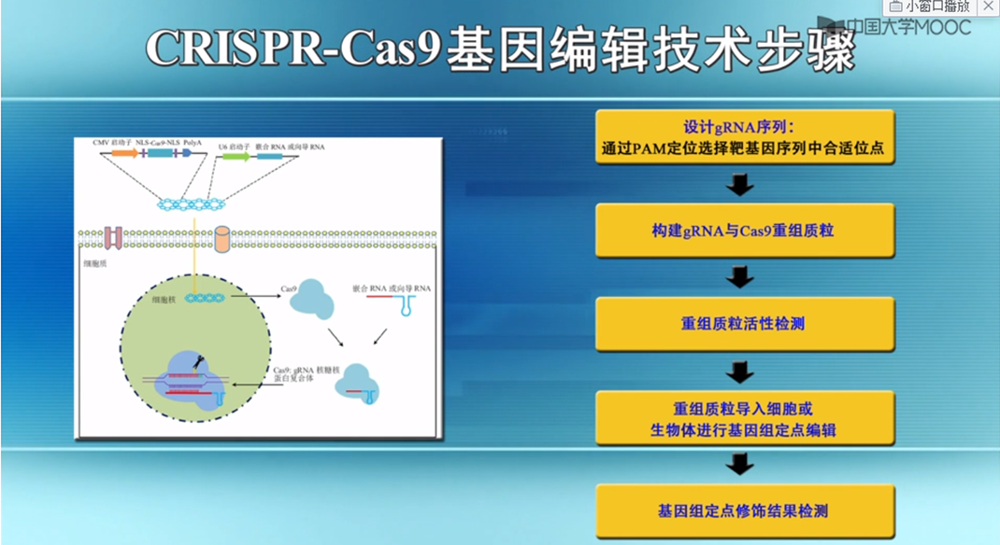 小窗口播放
中国大学MOOC
CRISPR-Cas9基因编辑技术步骤
CMV 启动子 NLS-Cas9-NLS PolyA
U6 启动子 嵌合 RNA 或向导 RNA
细胞质
细胞核
Cas9
嵌合 RNA 或向导 RNA
Cas9: gRNA 核糖核
蛋白复合体
设计gRNA序列：
通过PAM定位选择靶基因序列中合适位点
构建gRNA与Cas9重组质粒
重组质粒活性检测
重组质粒导入细胞或
生物体进行基因组定点编辑
基因组定点修饰结果检测